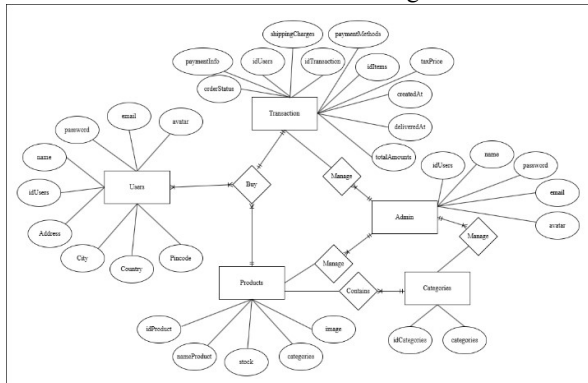 shippingCharges
paymentMethods
paymentInfo
idUsers
idTransaction
idItems
taxPrice
orderStatus
createdAt
Transaction
deliveredAt
totalAmounts
email
avatar
password
name
Users
idUsers
Address
City
Country
Pincode
Buy
Manage
idUsers
name
password
email
avatar
Admin
Manage
Manage
Products
Contains
Categories
idProduct
nameProduct
stock
categories
image
idCategories
categories